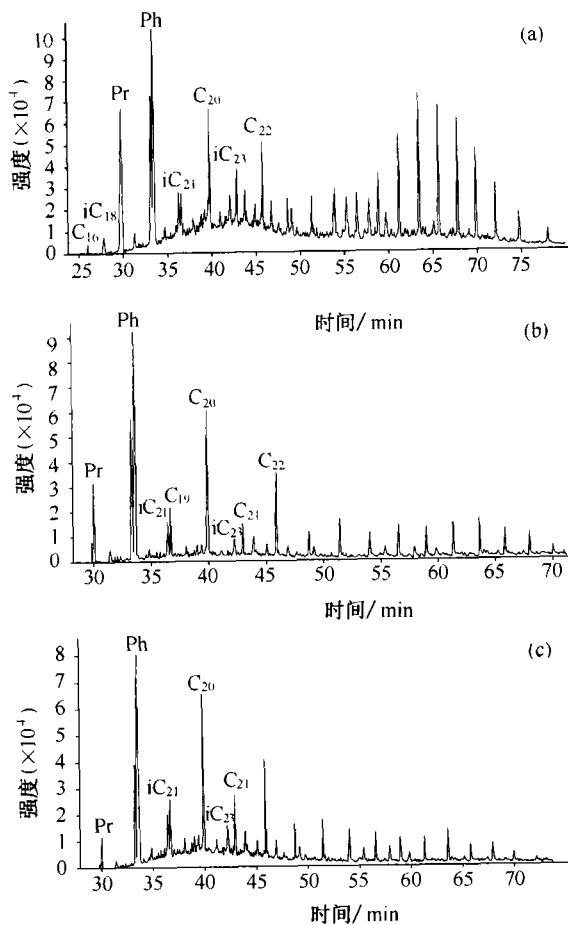 (a)
强度(×10⁻⁴)
10
9
8
7
6
5
4
3
2
1
0
Pr
Ph
C₁₆
iC₁₈
iC₂₁
C₂₀
iC₂₃
C₂₂
25 30 35 40 45 50 55 60 65 70 75
时间/min
(b)
强度(×10⁻⁴)
9
8
7
6
5
4
3
2
1
0
Pr
Ph
iC₂₁
C₁₉
C₂₀
iC₂₃
C₂₁
C₂₂
30 35 40 45 50 55 60 65 70
时间/min
(c)
强度(×10⁻⁴)
8
7
6
5
4
3
2
1
0
Pr
Ph
iC₂₁
C₂₀
iC₂₃
C₂₁
30 35 40 45 50 55 60 65 70
时间/min